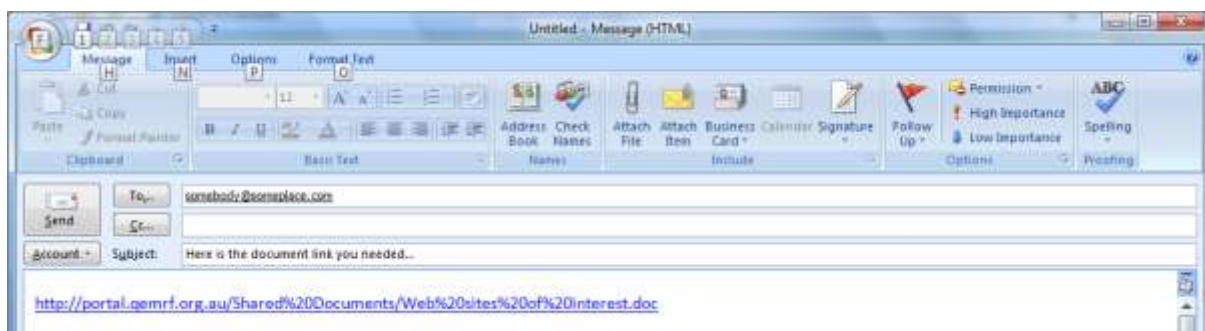 1
Untitled - Message (HTML)
Message Insert Options Format Text
H N P O
Paste
Cut
Copy
Format Painter
Clipboard
12
B I U
Basic Text
Address Book
Check Names
Names
Attach File
Attach Item
Business Card
Calendar
Signature
Include
Follow Up
Permission
High Importance
Low Importance
Options
ABC
Spelling
Proofing
Send
To...
somebody@someplace.com
Cc...
Account
Subject:
Here is the document link you needed...
http://portal.qemrf.org.au/Shared%20Documents/Web%20sites%20of%20interest.doc